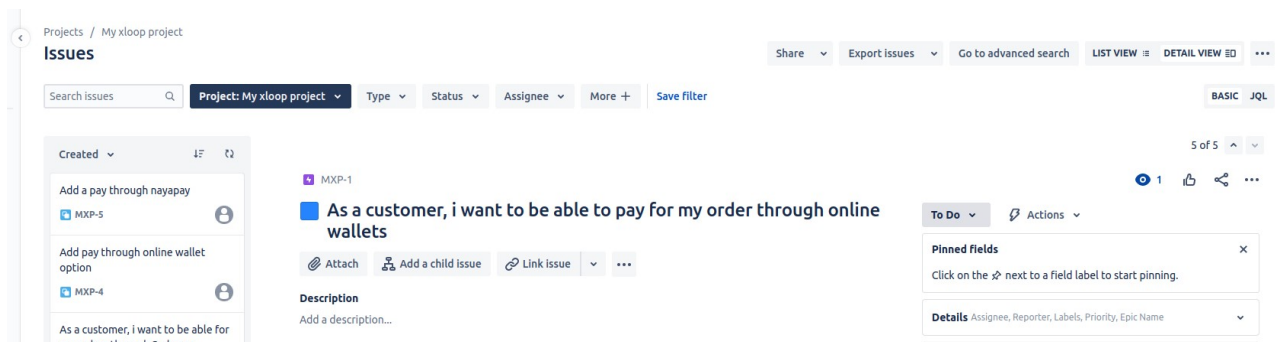 Projects / My xloop project
Issues
Share
Export issues
Go to advanced search
LIST VIEW
DETAIL VIEW
Search issues
Project: My xloop project
Type
Status
Assignee
More +
Save filter
BASIC
JQL
5 of 5
Created
Add a pay through nayapay
MXP-5
Add pay through online wallet
option
MXP-4
As a customer, i want to be able for
MXP-1
1
As a customer, i want to be able to pay for my order through online
wallets
Attach
Add a child issue
Link issue
Description
Add a description...
To Do
Actions
Pinned fields
Click on the next to a field label to start pinning.
Details Assignee, Reporter, Labels, Priority, Epic Name